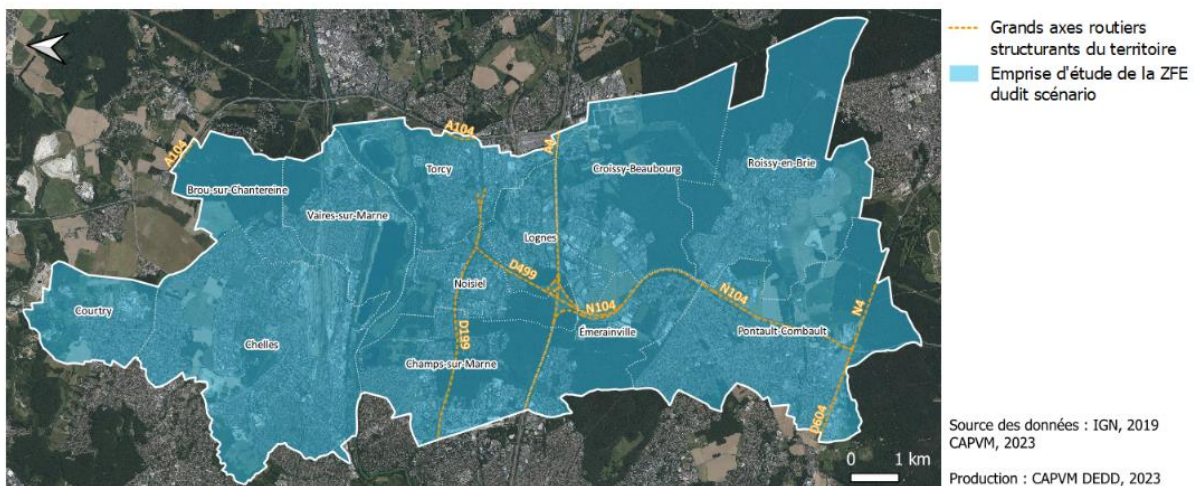 Grands axes routiers
structurants du territoire
Emprise d'étude de la ZFE
dudit scénario
A104
A104
A4
Brou-sur-Chantereine
Torcy
Croissy-Beaubourg
Roissy-en-Brie
Vaires-sur-Marne
Lognes
D499
Noisiel
N104
N104
N4
Courtry
Chelles
D199
Émerainville
Pontault-Combault
Champs-sur-Marne
D604
0 1 km
Source des données : IGN, 2019
CAPVM, 2023
Production : CAPVM DEDD, 2023